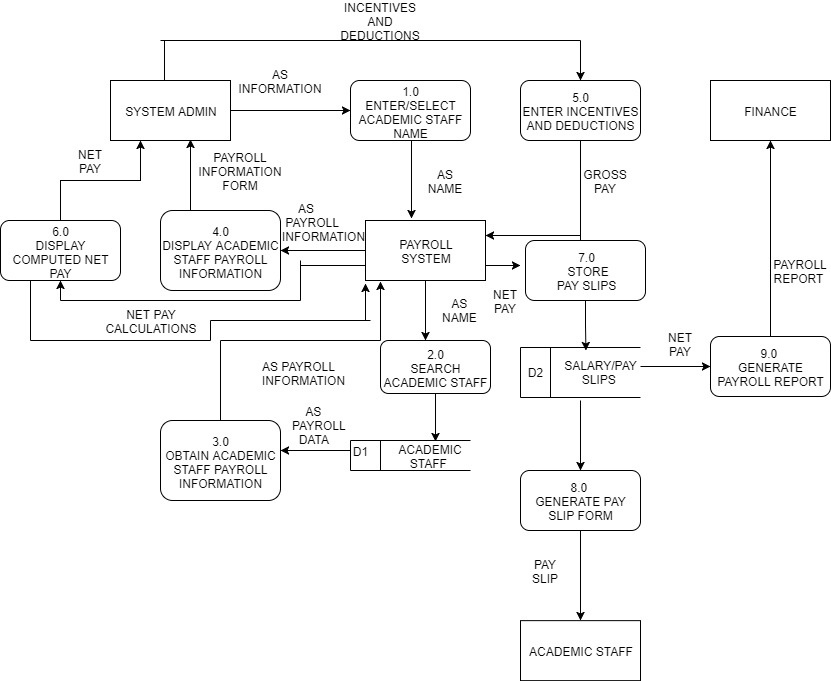 INCENTIVES
AND
DEDUCTIONS
AS
INFORMATION
SYSTEM ADMIN
1.0
ENTER/SELECT
ACADEMIC STAFF
NAME
5.0
ENTER INCENTIVES
AND DEDUCTIONS
FINANCE
NET
PAY
PAYROLL
INFORMATION
FORM
AS
NAME
GROSS
PAY
6.0
DISPLAY
COMPUTED NET
PAY
4.0
DISPLAY ACADEMIC
STAFF PAYROLL
INFORMATION
AS
PAYROLL
INFORMATION
PAYROLL
SYSTEM
7.0
STORE
PAY SLIPS
PAYROLL
REPORT
NET
PAY
NET PAY
CALCULATIONS
AS
NAME
AS PAYROLL
INFORMATION
2.0
SEARCH
ACADEMIC STAFF
D2
SALARY/PAY
SLIPS
NET
PAY
9.0
GENERATE
PAYROLL REPORT
3.0
OBTAIN ACADEMIC
STAFF PAYROLL
INFORMATION
AS
PAYROLL
DATA
D1
ACADEMIC
STAFF
8.0
GENERATE PAY
SLIP FORM
PAY
SLIP
ACADEMIC STAFF